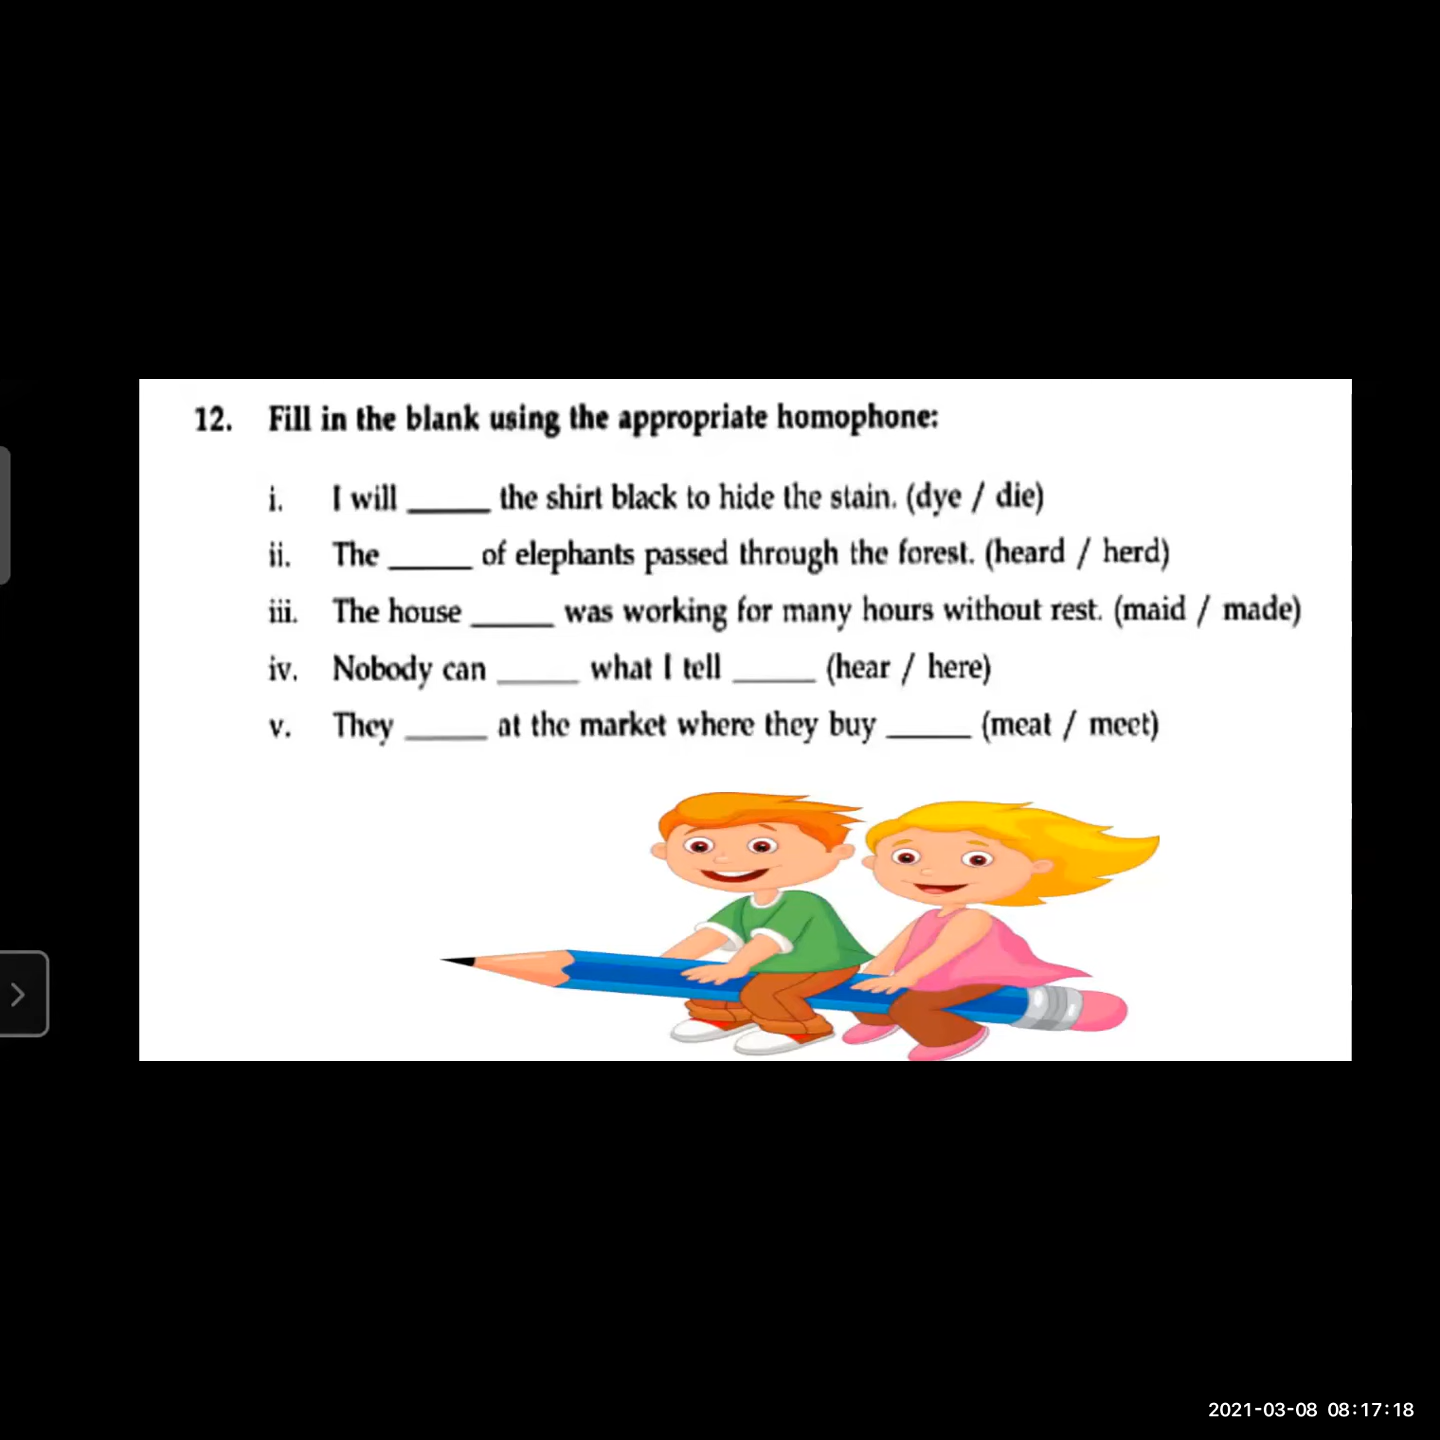 12. Fill in the blank using the appropriate homophone:
i. I will _____ the shirt black to hide the stain. (dye / die)
ii. The _____ of elephants passed through the forest. (heard / herd)
iii. The house _____ was working for many hours without rest. (maid / made)
iv. Nobody can _____ what I tell _____ (hear / here)
v. They _____ at the market where they buy _____ (meat / meet)
2021-03-08 08:17:18